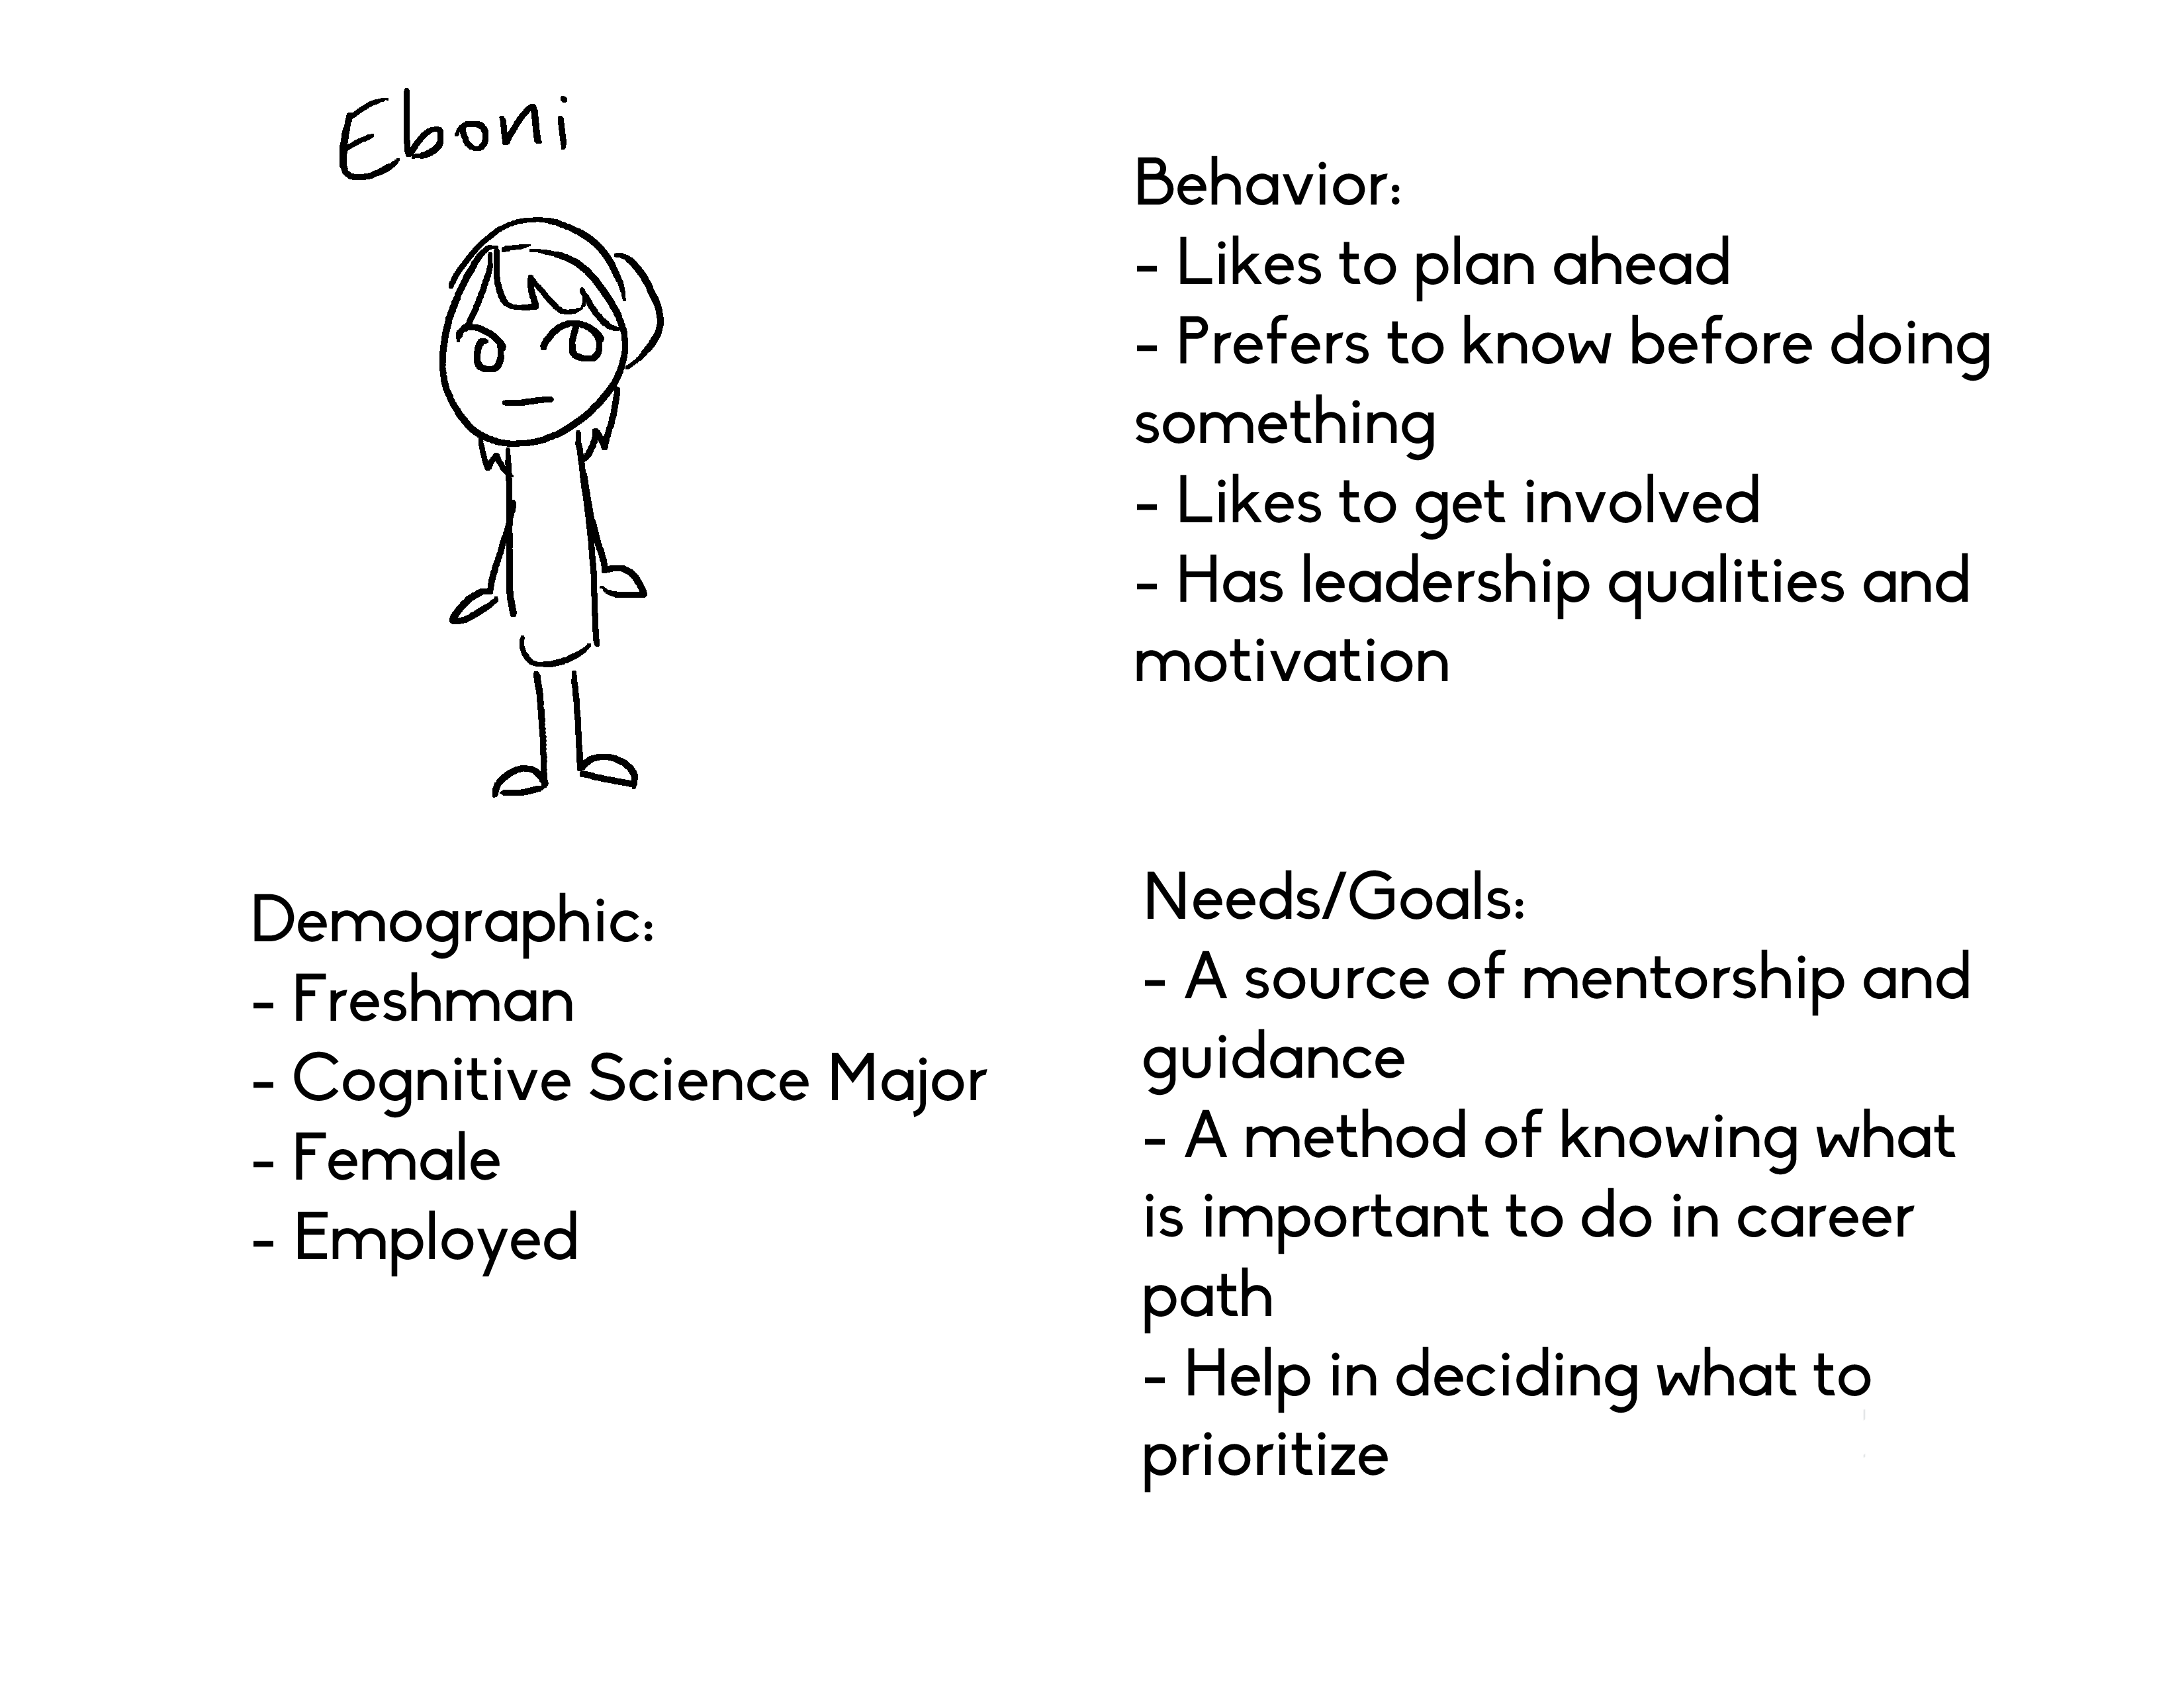 Eboni
Behavior:
- Likes to plan ahead
- Prefers to know before doing
something
- Likes to get involved
- Has leadership qualities and
motivation
Demographic:
- Freshman
- Cognitive Science Major
- Female
- Employed
Needs/Goals:
- A source of mentorship and
guidance
- A method of knowing what
is important to do in career
path
- Help in deciding what to
prioritize